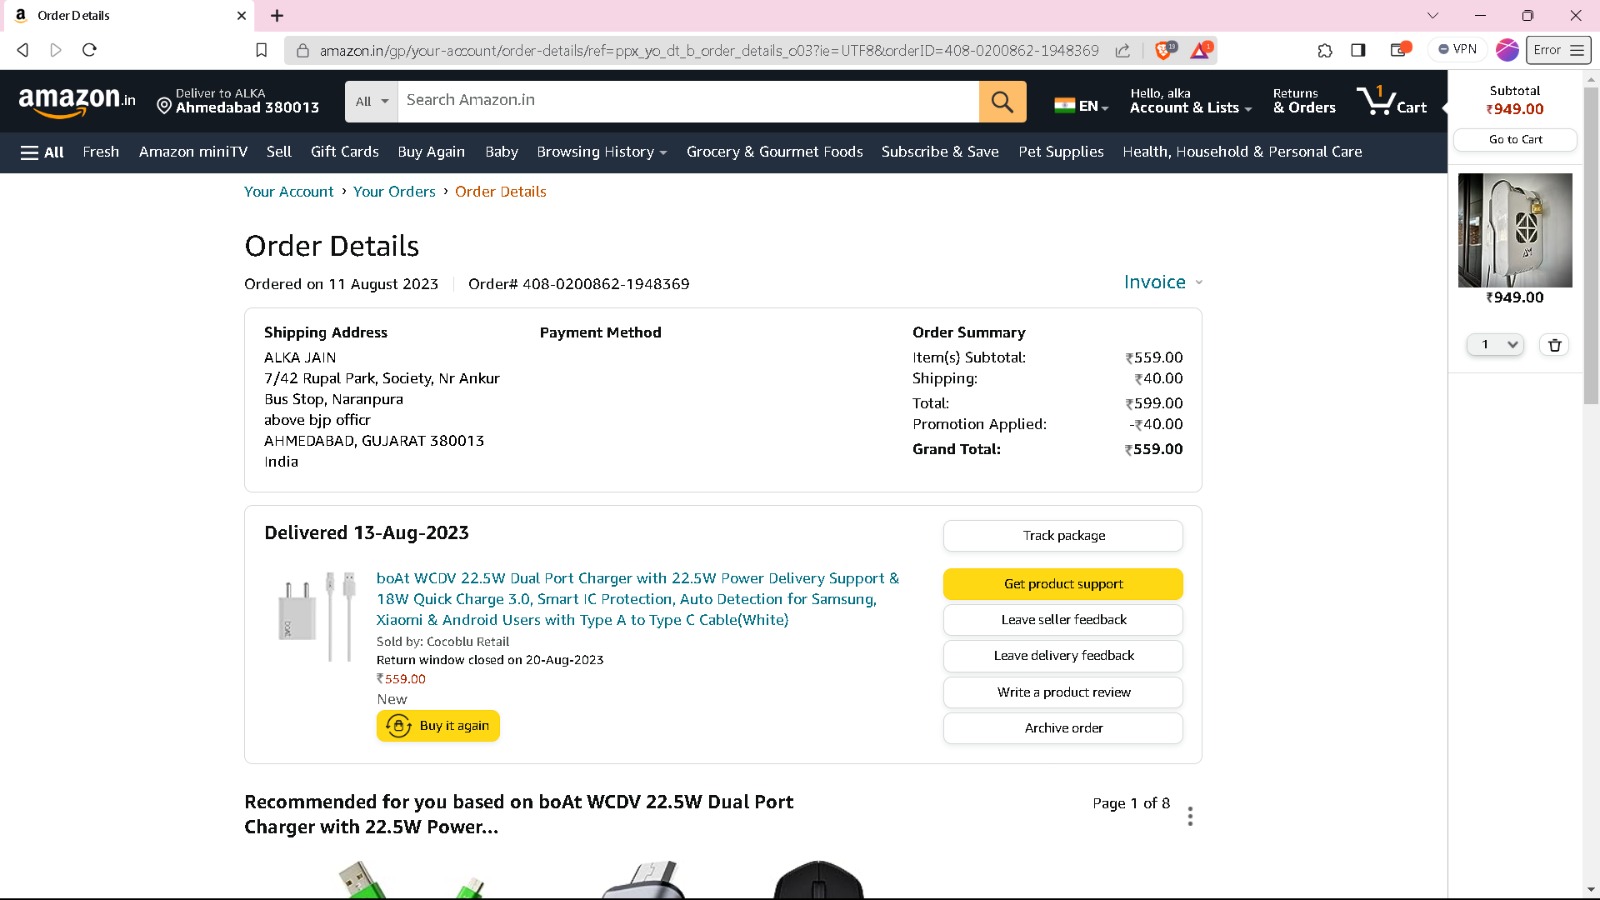 Order Details
amazon.in/gp/your-account/order-details/ref=ppx_yo_dt_b_order_details_o03?ie=UTF8&orderID=408-0200862-1948369
19
1
VPN
Error
amazon.in
Deliver to ALKA
Ahmedabad 380013
All
Search Amazon.in
EN
Hello, alka
Account & Lists
Returns
& Orders
1
Cart
Subtotal
₹949.00
Go to Cart
All
Fresh
Amazon miniTV
Sell
Gift Cards
Buy Again
Baby
Browsing History
Grocery & Gourmet Foods
Subscribe & Save
Pet Supplies
Health, Household & Personal Care
Your Account › Your Orders › Order Details
₹949.00
1
Order Details
Ordered on 11 August 2023
Order# 408-0200862-1948369
Invoice
Shipping Address
ALKA JAIN
7/42 Rupal Park, Society, Nr Ankur
Bus Stop, Naranpura
above bjp officr
AHMEDABAD, GUJARAT 380013
India
Payment Method
Order Summary
Item(s) Subtotal: ₹559.00
Shipping: ₹40.00
Total: ₹599.00
Promotion Applied: -₹40.00
Grand Total: ₹559.00
Delivered 13-Aug-2023
boAt WCDV 22.5W Dual Port Charger with 22.5W Power Delivery Support &
18W Quick Charge 3.0, Smart IC Protection, Auto Detection for Samsung,
Xiaomi & Android Users with Type A to Type C Cable(White)
Sold by: Cocoblu Retail
Return window closed on 20-Aug-2023
₹559.00
New
Buy it again
Track package
Get product support
Leave seller feedback
Leave delivery feedback
Write a product review
Archive order
Recommended for you based on boAt WCDV 22.5W Dual Port
Charger with 22.5W Power...
Page 1 of 8